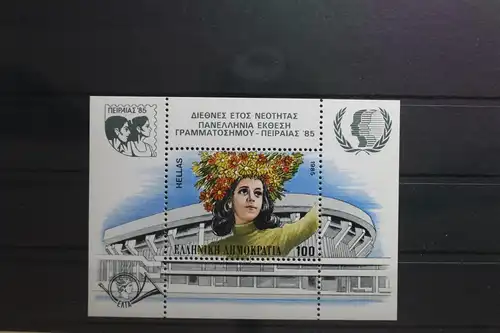 ΠΕΙΡΑΙΑΣ '85
ΔΙΕΘΝΕΣ ΕΤΟΣ ΝΕΟΤΗΤΑΣ
ΠΑΝΕΛΛΗΝΙΑ ΕΚΘΕΣΗ
ΓΡΑΜΜΑΤΟΣΗΜΟΥ - ΠΕΙΡΑΙΑΣ '85
HELLAS
1985
ΕΛΛΗΝΙΚΗ ΔΗΜΟΚΡΑΤΙΑ
100
ΕΛΤΑ